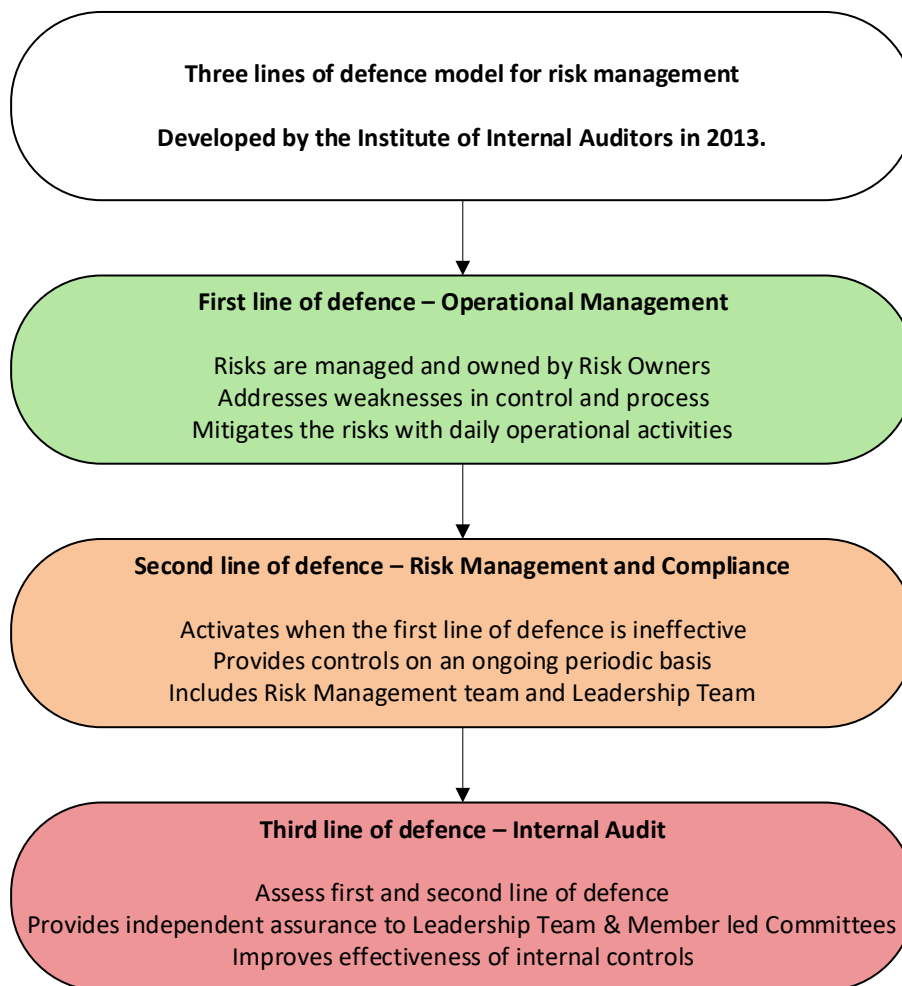 Three lines of defence model for risk management
Developed by the Institute of Internal Auditors in 2013.
First line of defence – Operational Management
Risks are managed and owned by Risk Owners
Addresses weaknesses in control and process
Mitigates the risks with daily operational activities
Second line of defence – Risk Management and Compliance
Activates when the first line of defence is ineffective
Provides controls on an ongoing periodic basis
Includes Risk Management team and Leadership Team
Third line of defence – Internal Audit
Assess first and second line of defence
Provides independent assurance to Leadership Team & Member led Committees
Improves effectiveness of internal controls